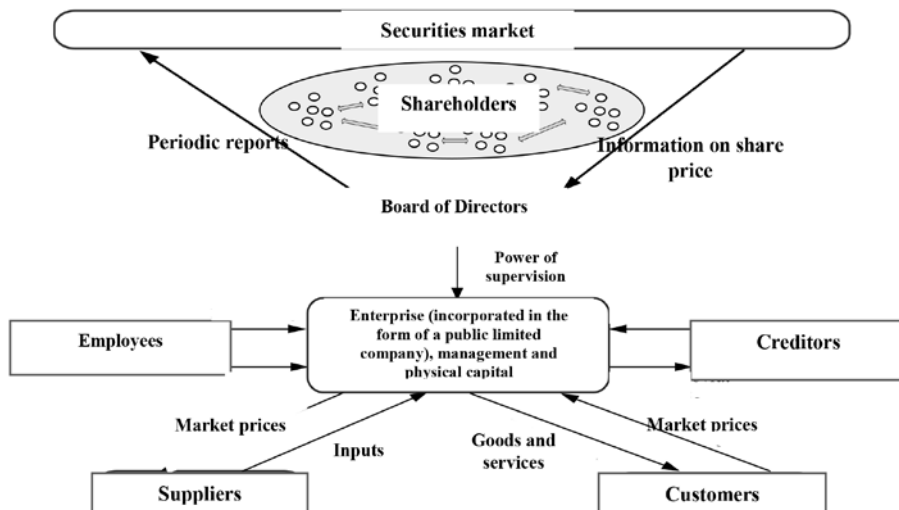 Securities market
Shareholders
Periodic reports
Information on share
price
Board of Directors
Power of
supervision
Enterprise (incorporated in the
form of a public limited
company), management and
physical capital
Employees
Creditors
Market prices
Inputs
Goods and
services
Market prices
Suppliers
Customers